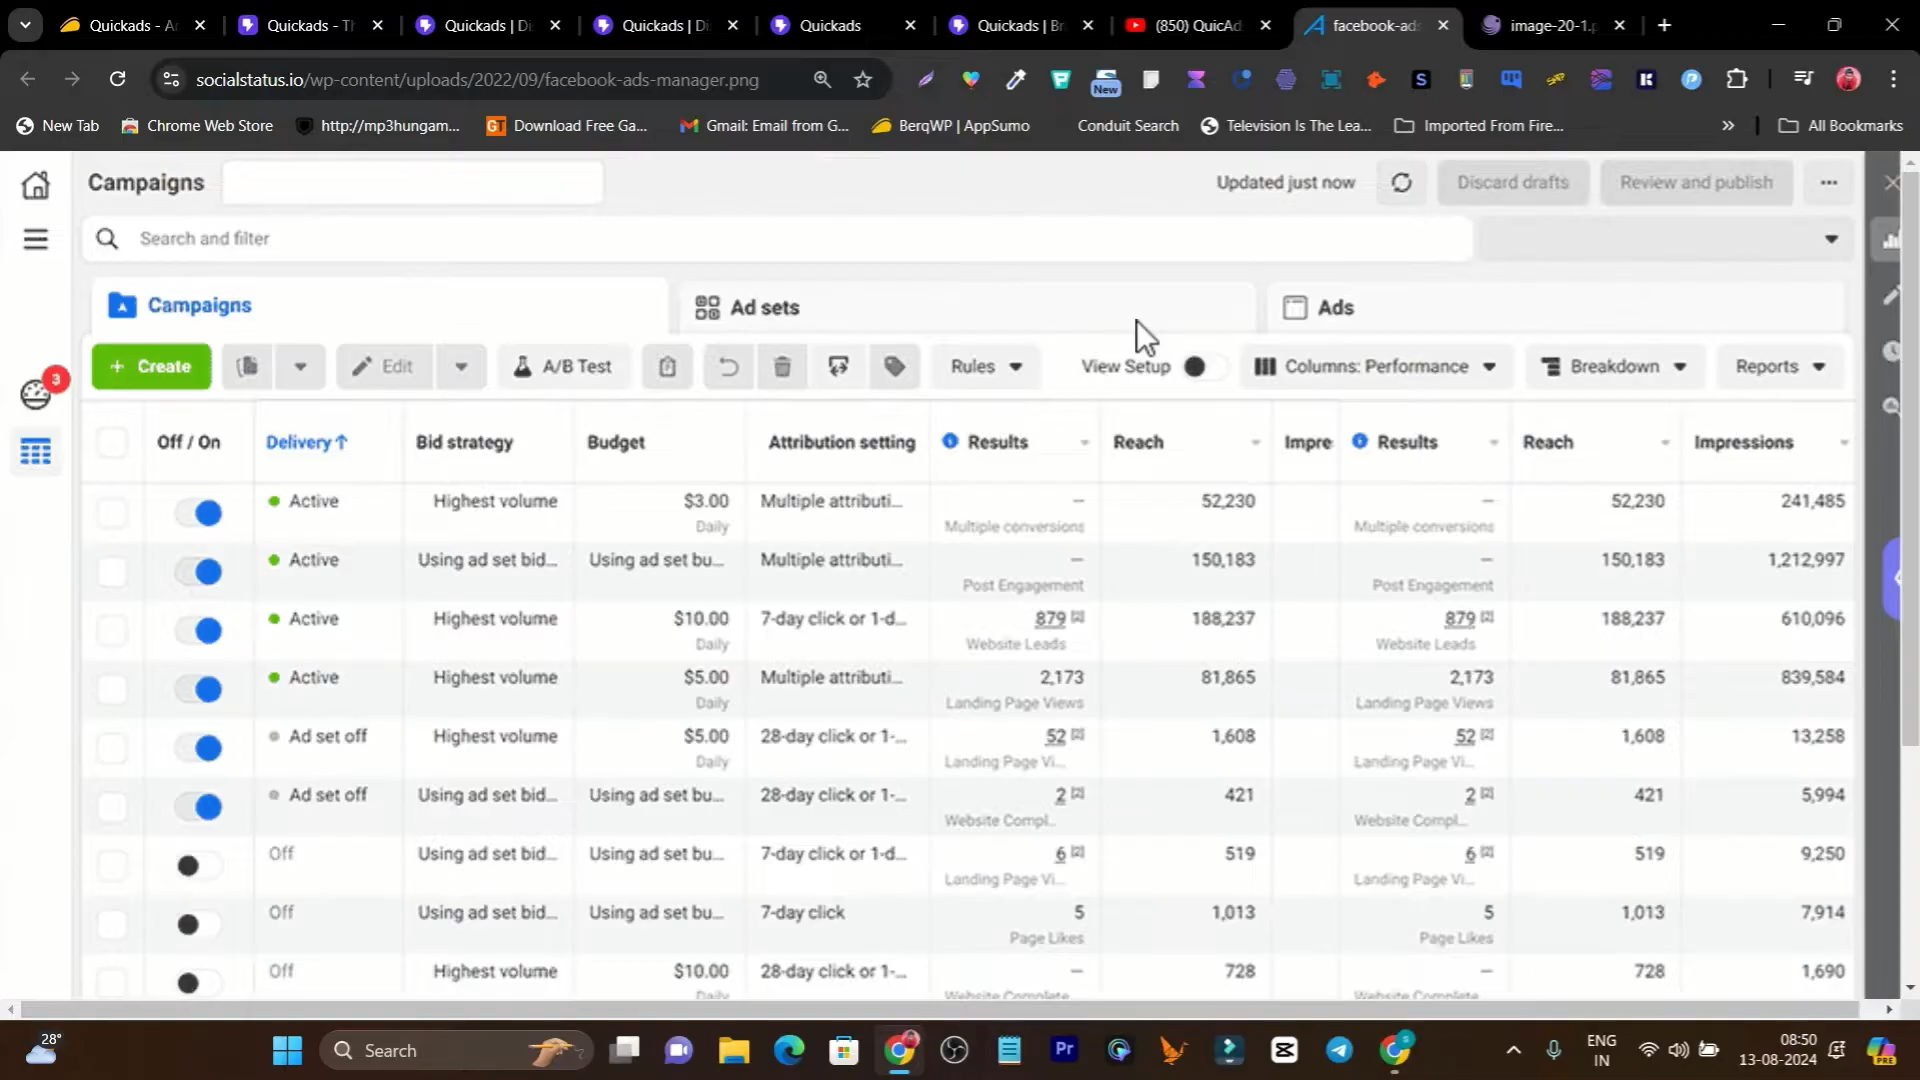 Quickads - A
Quickads - Th
Quickads | Di
Quickads | Di
Quickads
Quickads | Br
(850) QuicAd
facebook-ads
image-20-1.p
socialstatus.io/wp-content/uploads/2022/09/facebook-ads-manager.png
New
New Tab
Chrome Web Store
http://mp3hungam...
Download Free Ga...
Gmail: Email from G...
BerqWP | AppSumo
Conduit Search
Television Is The Lea...
Imported From Fire...
»
All Bookmarks
Campaigns
Updated just now
Discard drafts
Review and publish
Search and filter
Campaigns
Ad sets
Ads
+ Create
Edit
A/B Test
Rules
View Setup
Columns: Performance
Breakdown
Reports
3
Off / On
Delivery↑
Bid strategy
Budget
Attribution setting
Results
Reach
Impre
Results
Reach
Impressions
Active
Highest volume
$3.00
Multiple attributi...
—
52,230
—
52,230
241,485
Daily
Multiple conversions
Multiple conversions
Active
Using ad set bid...
Using ad set bu...
Multiple attributi...
—
150,183
—
150,183
1,212,997
Post Engagement
Post Engagement
Active
Highest volume
$10.00
7-day click or 1-d...
879 [2]
188,237
879 [2]
188,237
610,096
Daily
Website Leads
Website Leads
Active
Highest volume
$5.00
Multiple attributi...
2,173
81,865
2,173
81,865
839,584
Daily
Landing Page Views
Landing Page Views
Ad set off
Highest volume
$5.00
28-day click or 1-...
52 [2]
1,608
52 [2]
1,608
13,258
Daily
Landing Page Vi...
Landing Page Vi...
Ad set off
Using ad set bid...
Using ad set bu...
28-day click or 1-...
2 [2]
421
2 [2]
421
5,994
Website Compl...
Website Compl...
Off
Using ad set bid...
Using ad set bu...
7-day click or 1-d...
6 [2]
519
6 [2]
519
9,250
Landing Page Vi...
Landing Page Vi...
Off
Using ad set bid...
Using ad set bu...
7-day click
5
1,013
5
1,013
7,914
Page Likes
Page Likes
Off
Highest volume
$10.00
28-day click or 1-...
—
728
—
728
1,690
Daily
Website Complete
Website Complete
28°
Search
Pr
ENG
IN
08:50
13-08-2024
PRE